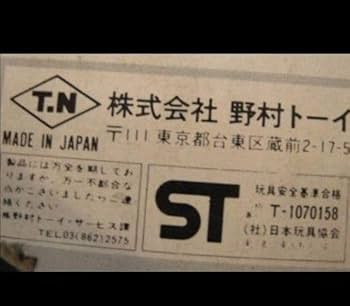 T.N
株式会社 野村トーイ
MADE IN JAPAN
〒111 東京都台東区蔵前2-17-5
製品には万全を期してお
りますが、万一不都合な
点がございましたらご連
絡ください。
㈱野村トーイ・サービス課
TEL03(862)2575
ST
玩具安全基準合格
T-1070158
(社)日本玩具協会